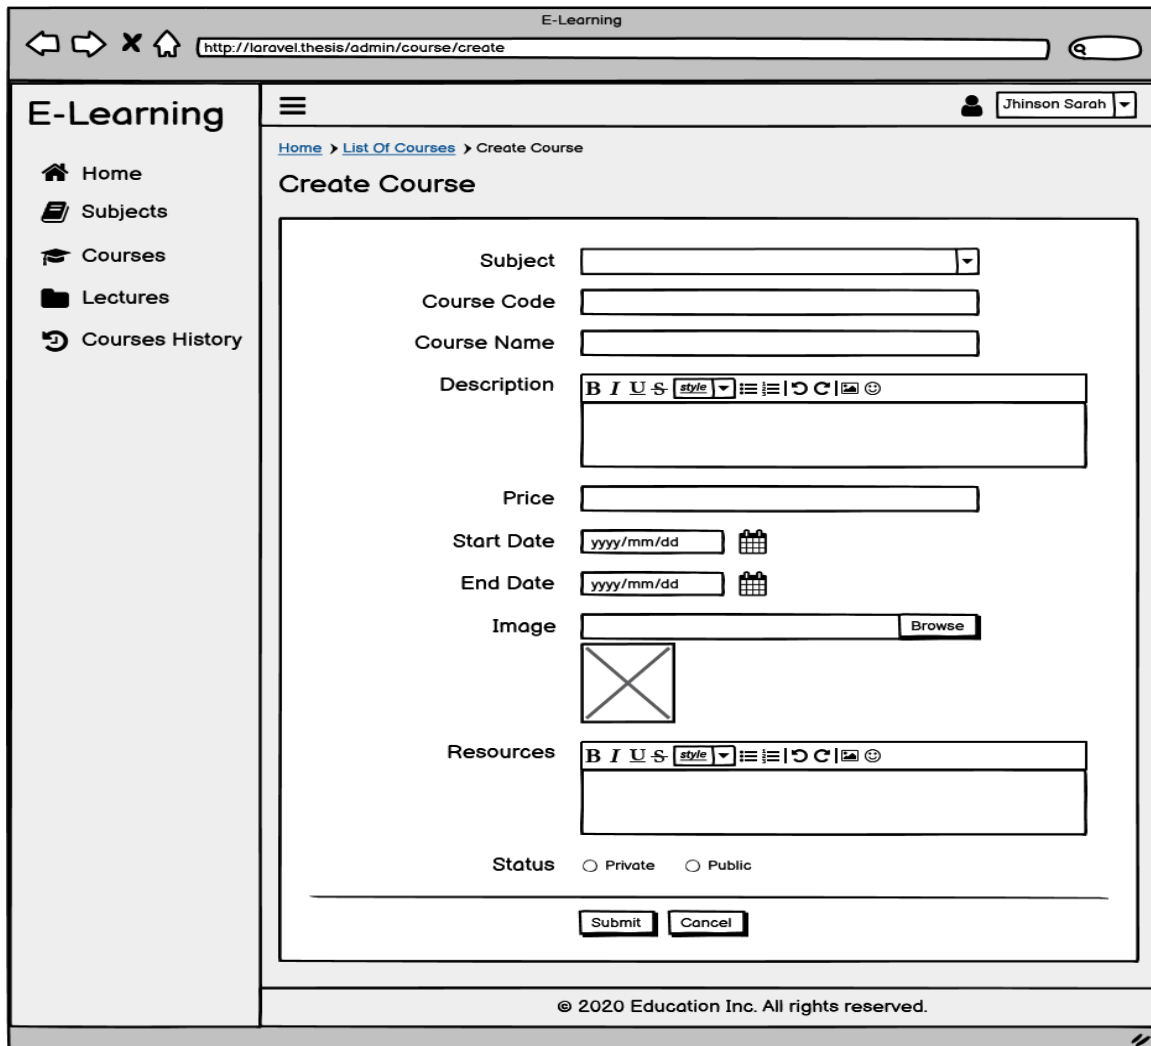 E-Learning
http://laravel.thesis/admin/course/create
E-Learning
Home
Subjects
Courses
Lectures
Courses History
Jhinson Sarah
Home > List Of Courses > Create Course
Create Course
Subject
Course Code
Course Name
Description
B I U S style
Price
Start Date yyyy/mm/dd
End Date yyyy/mm/dd
Image Browse
Resources
B I U S style
Status Private Public
Submit Cancel
© 2020 Education Inc. All rights reserved.